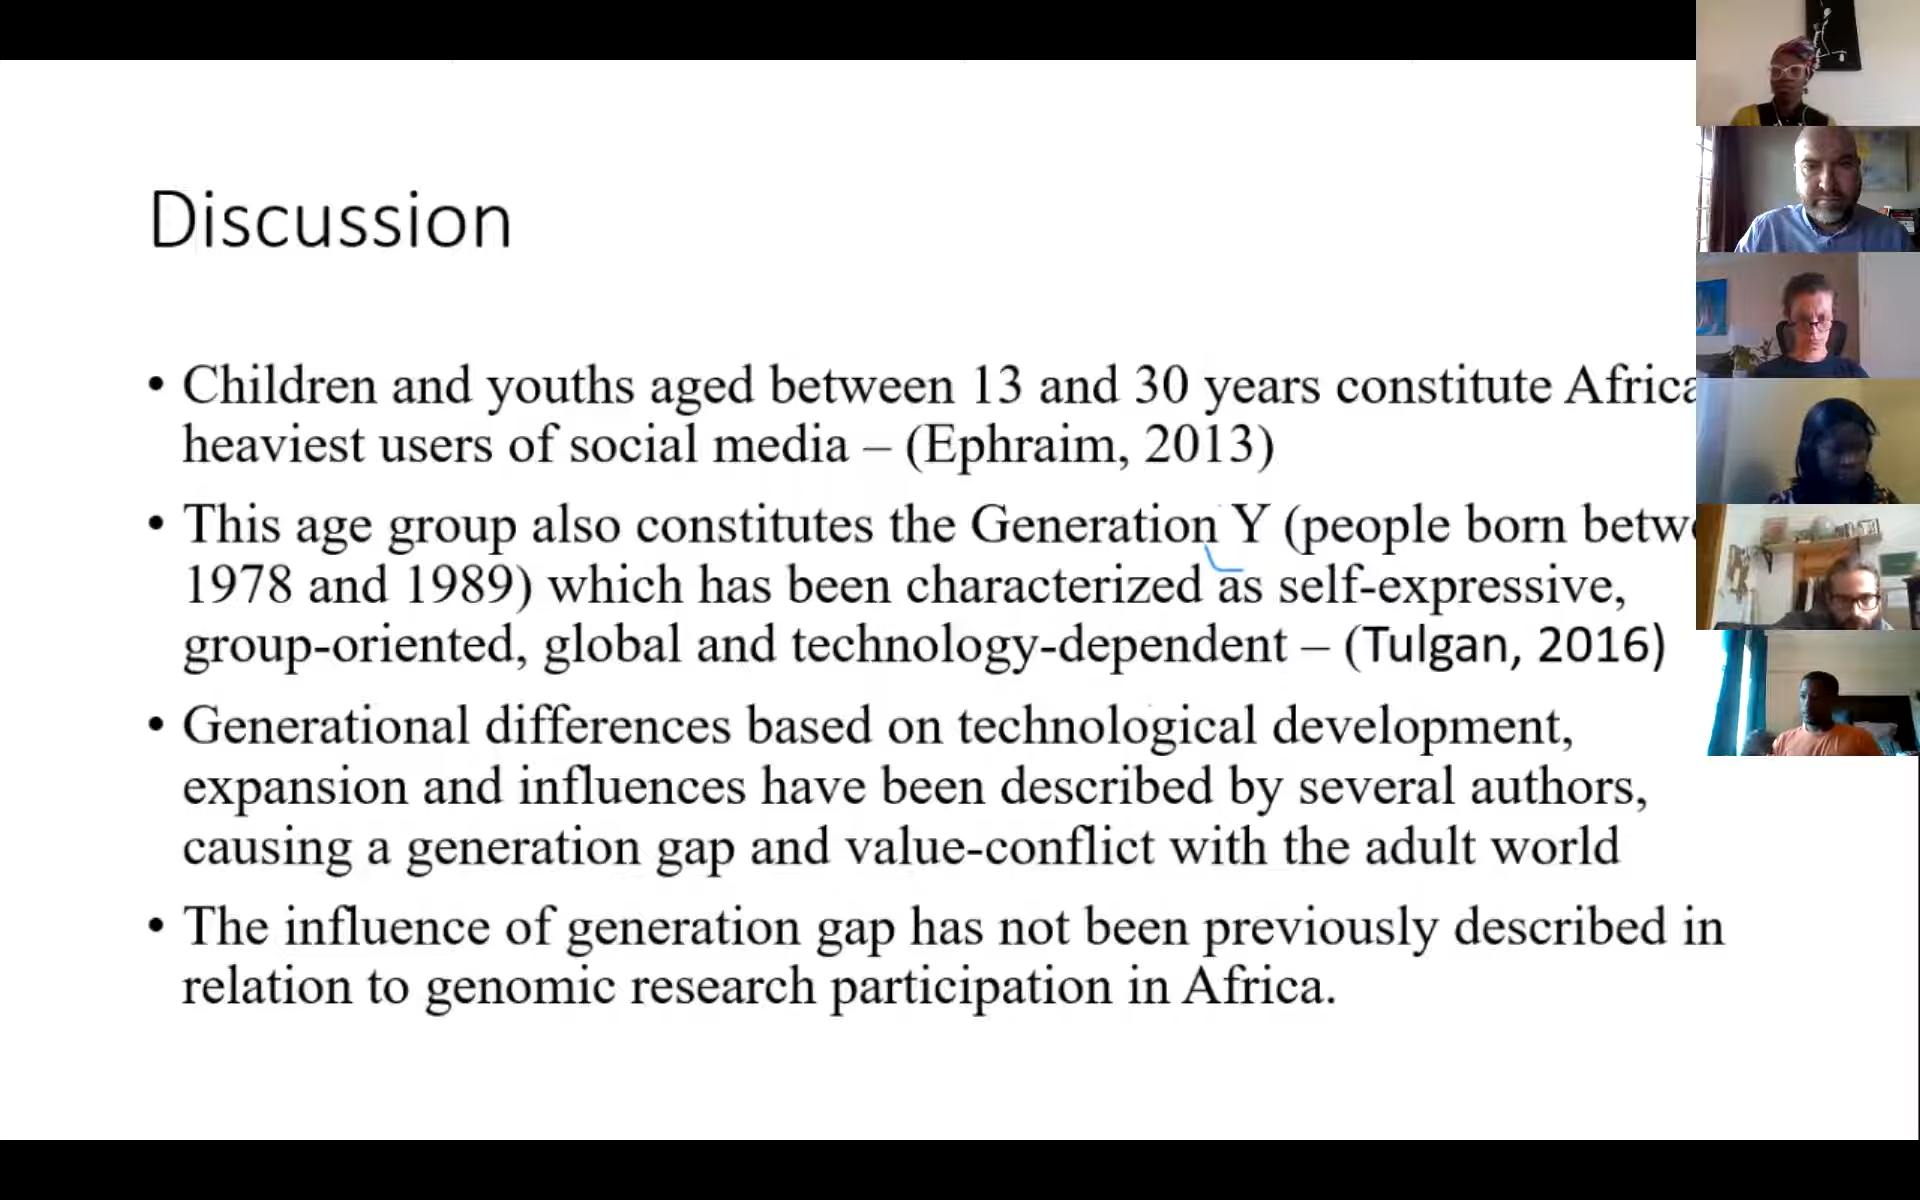 Discussion
• Children and youths aged between 13 and 30 years constitute Africa
heaviest users of social media – (Ephraim, 2013)
• This age group also constitutes the Generation Y (people born
1978 and 1989) which has been characterized as self-expressive,
group-oriented, global and technology-dependent – (Tulgan, 2016)
• Generational differences based on technological development,
expansion and influences have been described by several authors,
causing a generation gap and value-conflict with the adult world
• The influence of generation gap has not been previously described in
relation to genomic research participation in Africa.